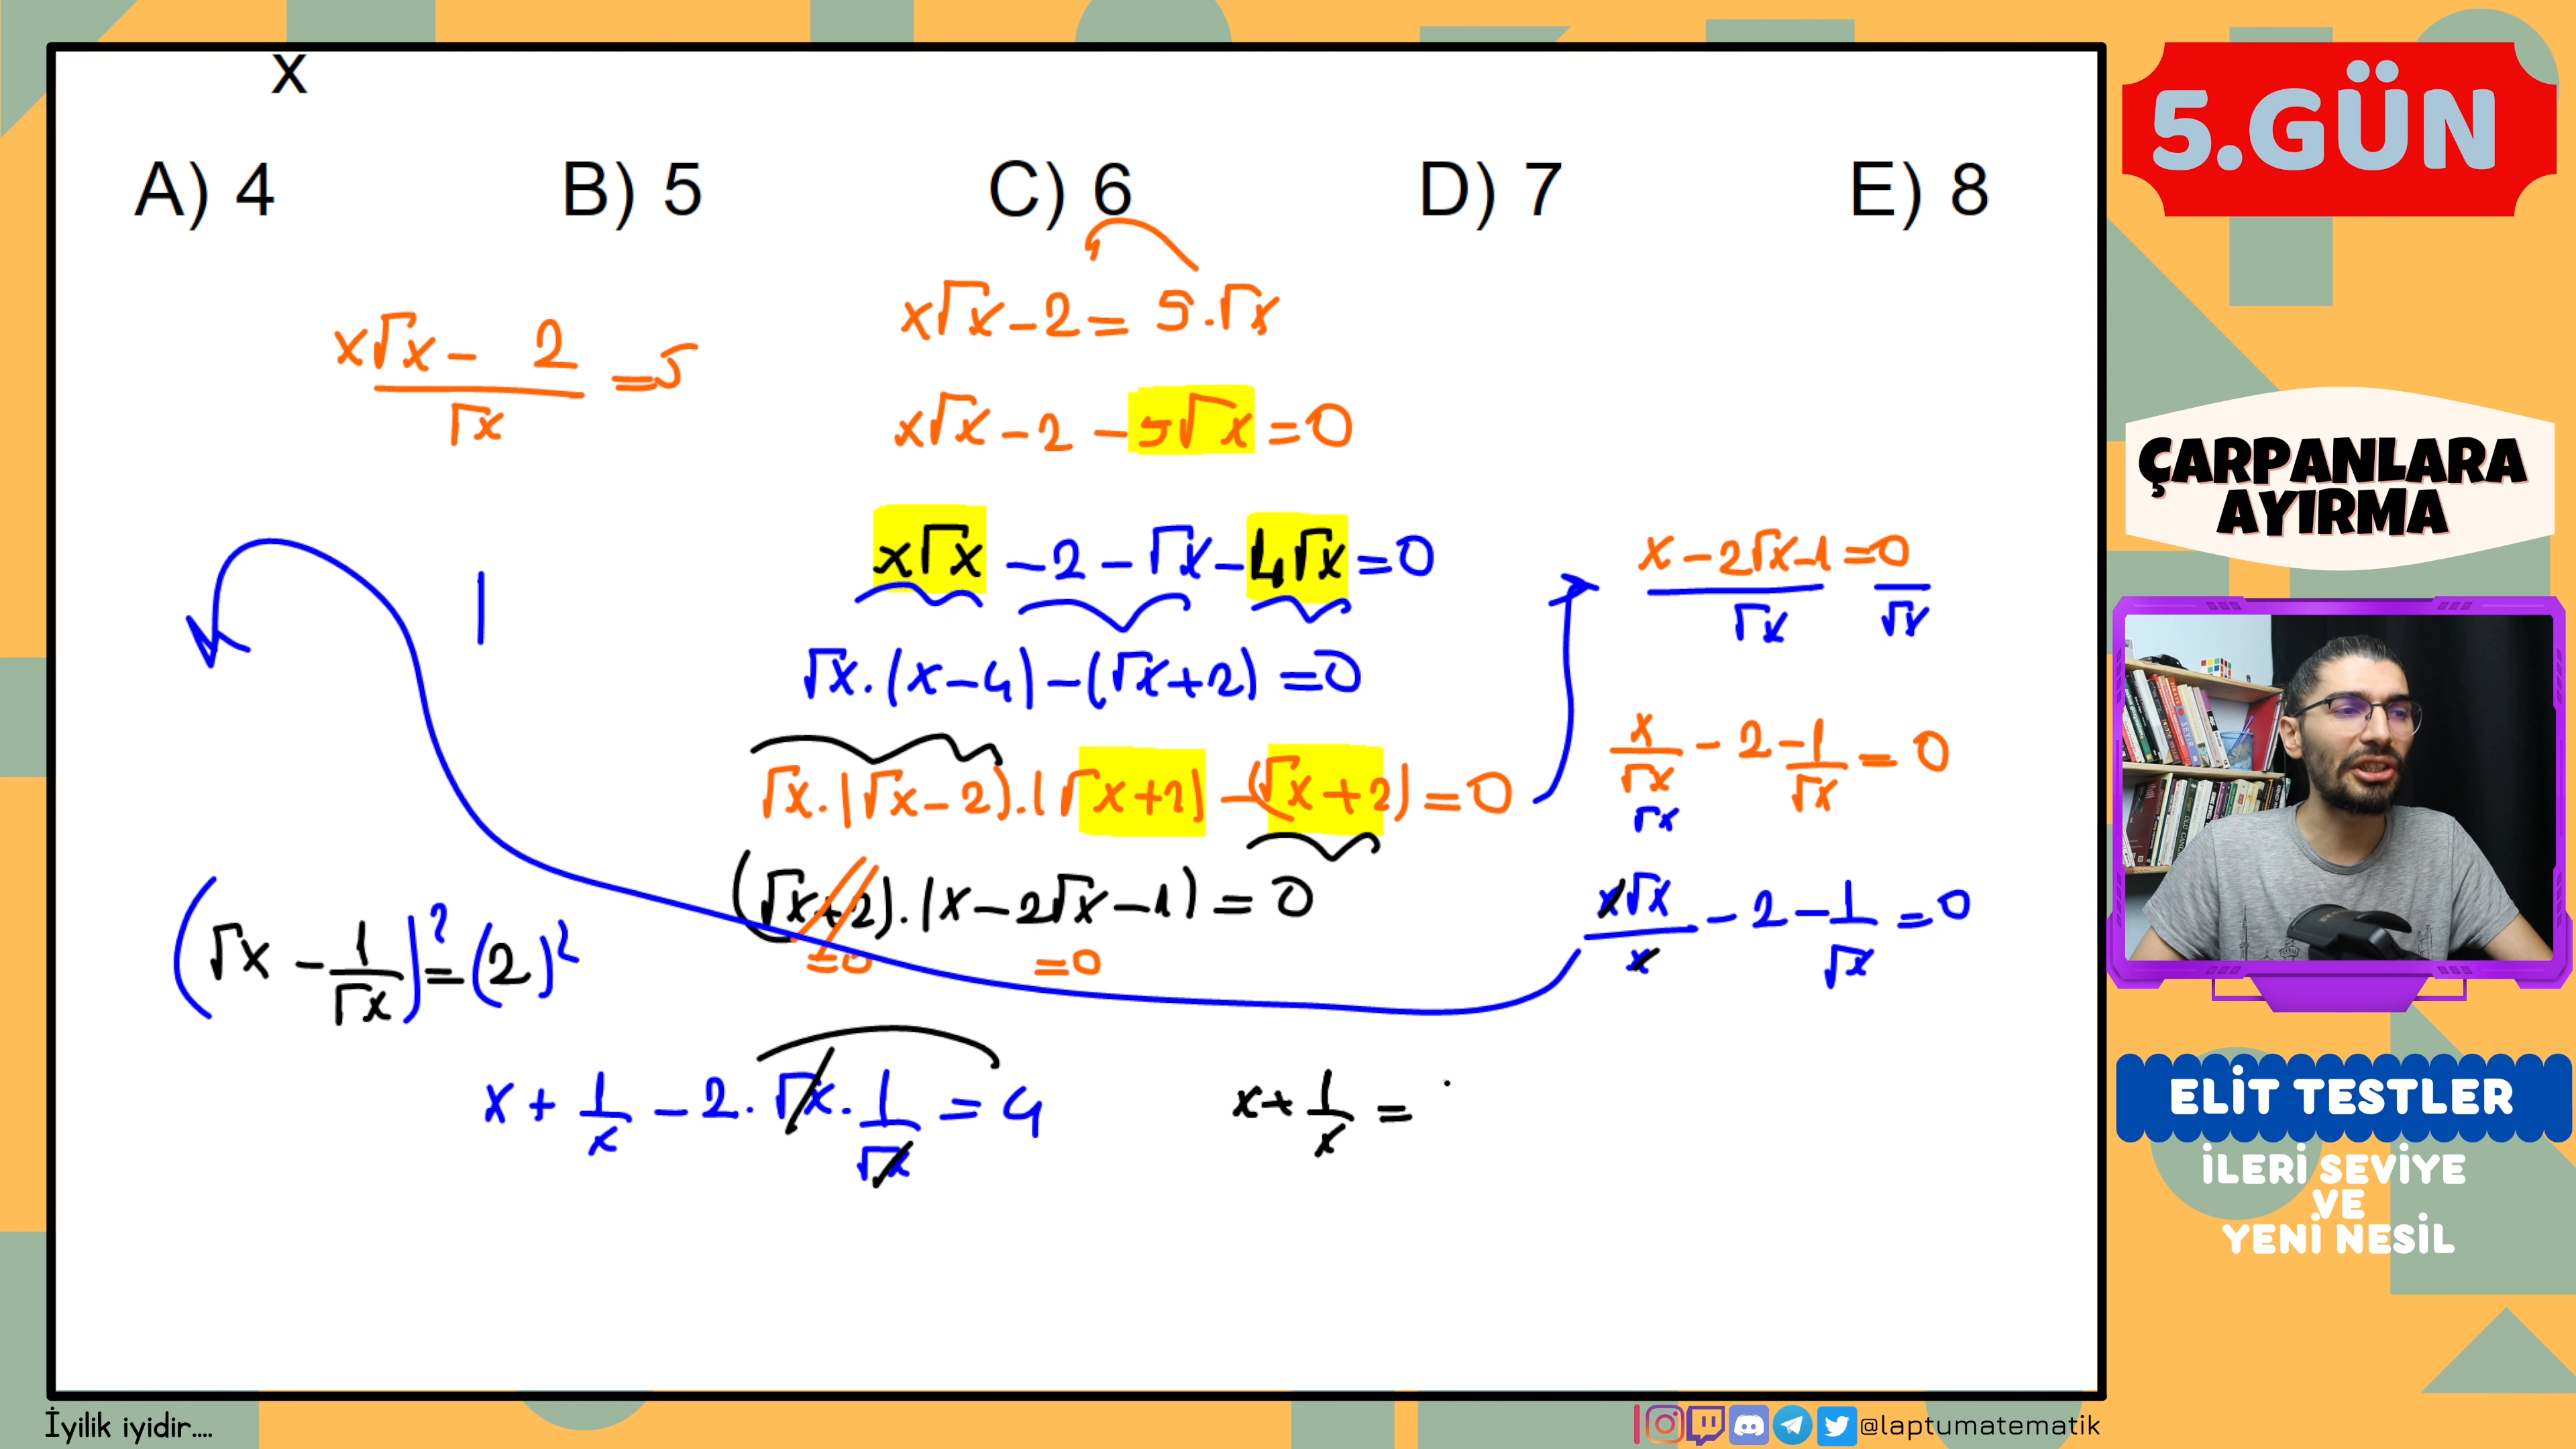 x
A) 4 B) 5 C) 6 D) 7 E) 8
x√x - 2 / √x = 5
x√x - 2 = 5.√x
x√x - 2 - 5√x = 0
x√x - 2 - √x - 4√x = 0
√x.(x-4)-(√x+2) = 0
√x.(√x-2).(√x+2)-(√x+2) = 0
(√x+2).(x-2√x-1) = 0
=0 =0
x-2√x-1 / √x = 0 / √x
x/√x - 2 - 1/√x = 0
√x
x√x/x - 2 - 1/√x = 0
(√x - 1/√x)² = (2)²
x + 1/x - 2.√x.1/√x = 4
x + 1/x =
5.GÜN
ÇARPANLARA
AYIRMA
ELİT TESTLER
İLERİ SEVİYE
VE
YENİ NESİL
İyilik iyidir....
@laptumatematik